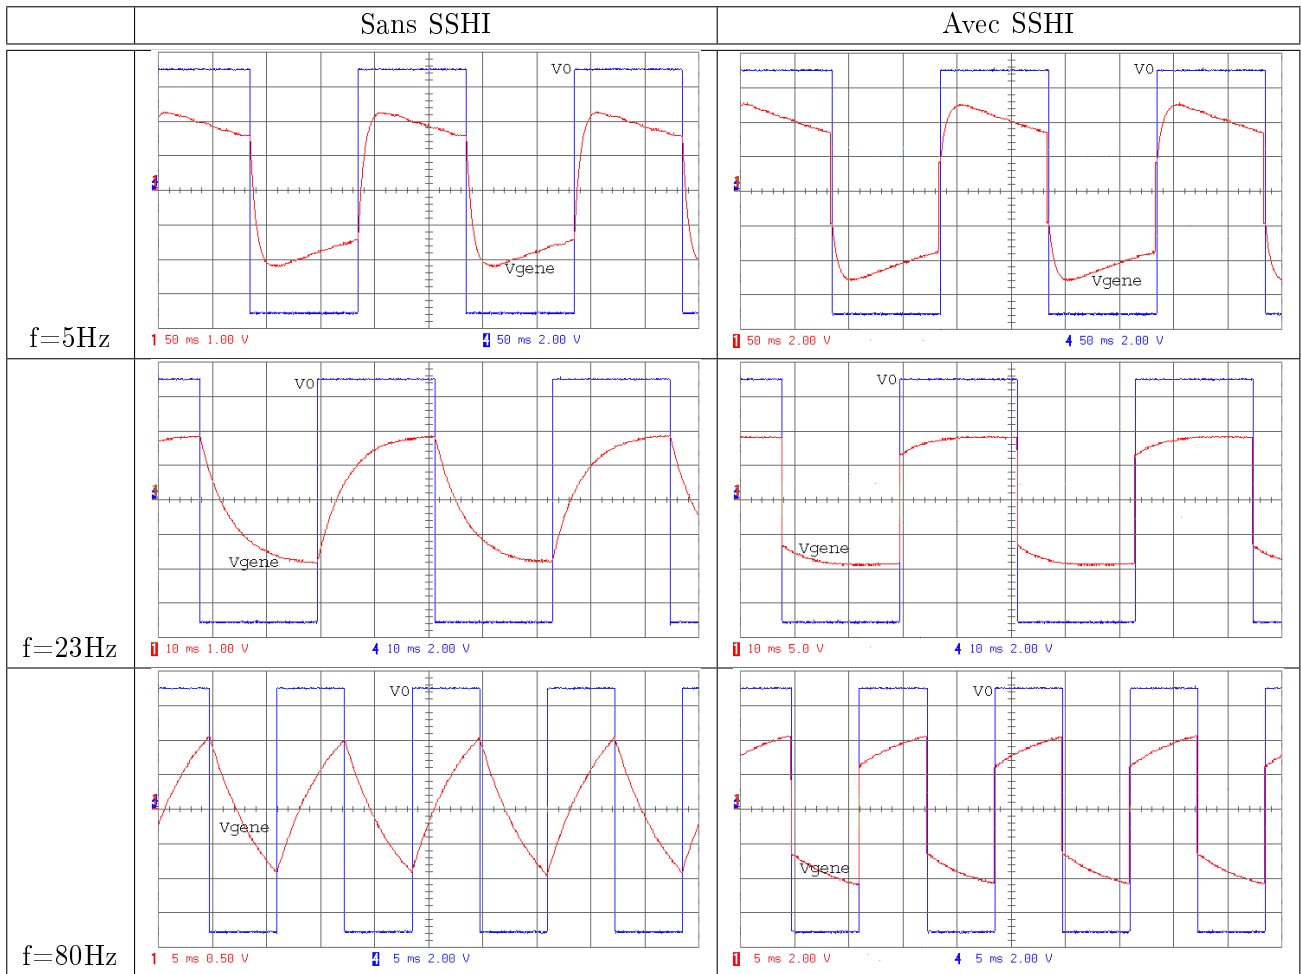 Sans SSHI
Avec SSHI
V0
V0
Vgene
Vgene
f=5Hz
1 50 ms 1.00 V
4 50 ms 2.00 V
1 50 ms 2.00 V
4 50 ms 2.00 V
V0
V0
Vgene
Vgene
f=23Hz
1 10 ms 1.00 V
4 10 ms 2.00 V
1 10 ms 5.0 V
4 10 ms 2.00 V
V0
V0
Vgene
Vgene
f=80Hz
1 5 ms 0.50 V
4 5 ms 2.00 V
1 5 ms 2.00 V
4 5 ms 2.00 V